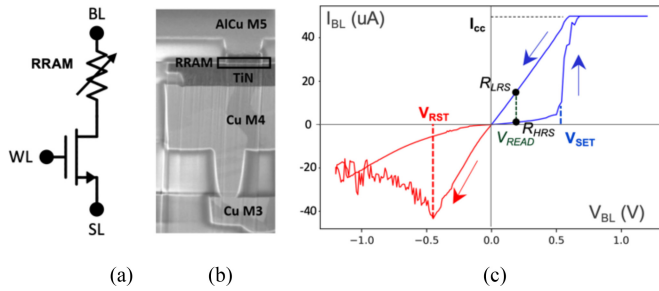 BL
RRAM
WL
SL
(a)
AlCu M5
RRAM
TiN
Cu M4
Cu M3
(b)
I_BL (uA)
I_cc
40
20
0
-20
-40
R_LRS
R_HRS
V_RST
V_READ
V_SET
V_BL (V)
-1.0
-0.5
0.0
0.5
1.0
(c)